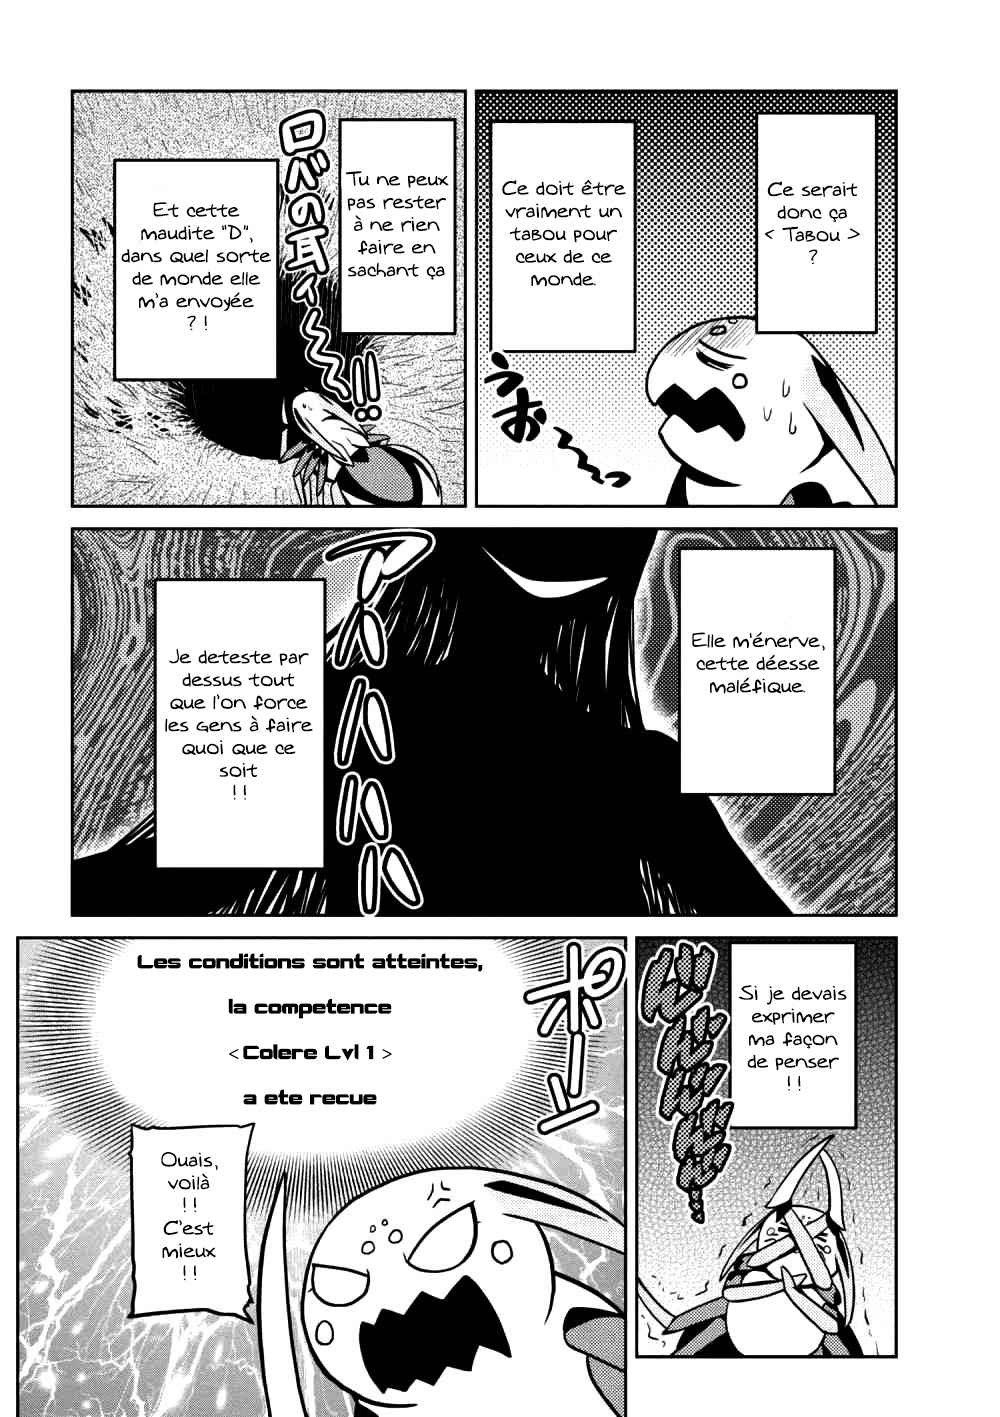 Ce serait
donc ça
< Tabou >
?
Ce doit être
vraiment un
tabou pour
ceux de ce
monde.
うおぉ〜〜っ
Tu ne peux
pas rester
à ne rien
faire en
sachant ça
ロバの耳ィ〜〜!!
Et cette
maudite "D",
dans quel sorte
de monde elle
m'a envoyée
?!
Elle m'énerve,
cette déesse
maléfique.
アハハハハハ
Je deteste par
dessus tout
que l'on force
les gens à faire
quoi que ce
soit
!!
Si je devais
exprimer
ma façon
de penser
!!
ポーン
Les conditions sont atteintes,
la competence
<Colere Lvl 1>
a ete recue
Ouais,
voilà
!!
C'est
mieux
!!